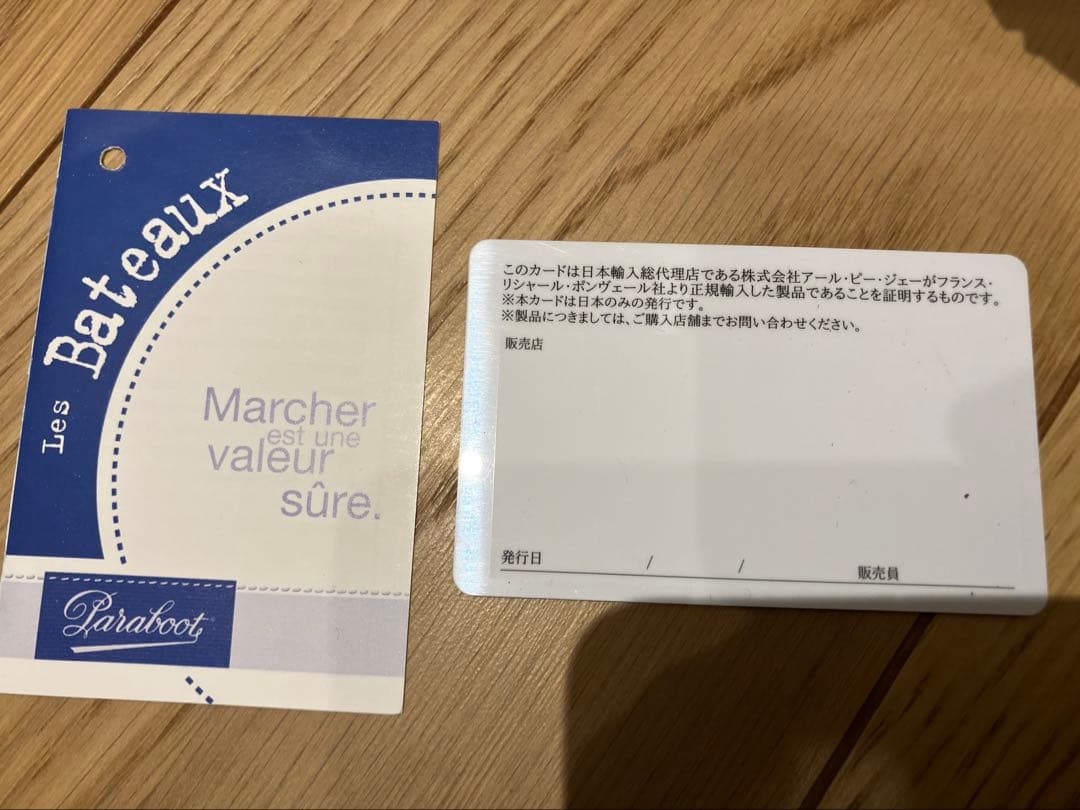 Les Bateaux
Marcher
est une
valeur
sûre.
Paraboot
このカードは日本輸入総代理店である株式会社アール・ビー・ジェーがフランス・
リシャール・ポンヴェール社より正規輸入した製品であることを証明するものです。
※本カードは日本のみの発行です。
※製品につきましては、ご購入店舗までお問い合わせください。
販売店
発行日 / / 販売員